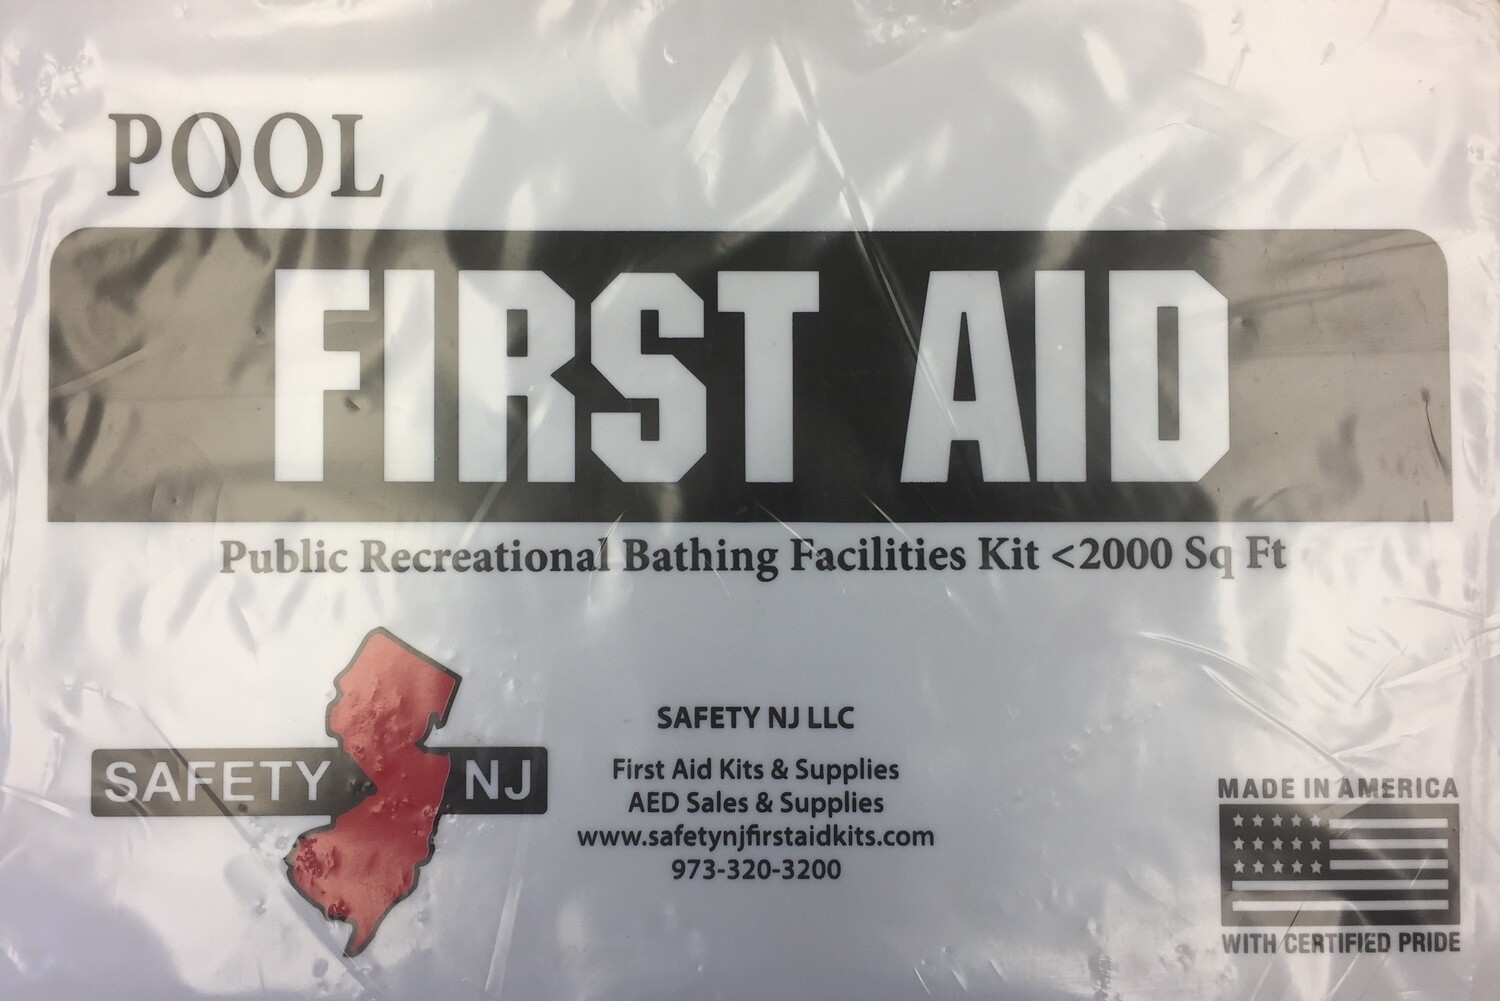 POOL
FIRST AID
Public Recreational Bathing Facilities Kit <2000 Sq Ft
SAFETY NJ
SAFETY NJ LLC
First Aid Kits & Supplies
AED Sales & Supplies
www.safetynjfirstaidkits.com
973-320-3200
MADE IN AMERICA
WITH CERTIFIED PRIDE